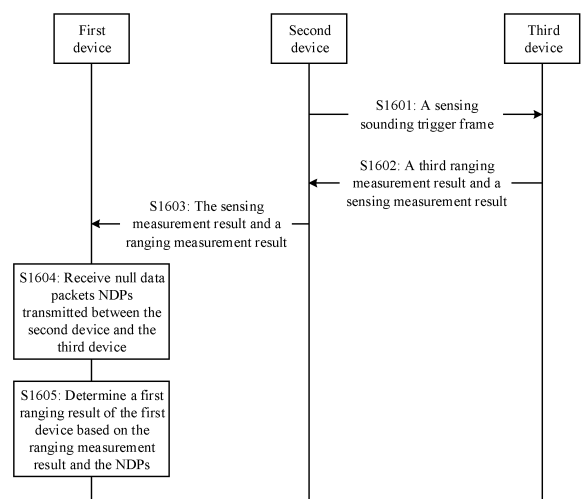 First
device
Second
device
Third
device
S1601: A sensing
sounding trigger frame
S1602: A third ranging
measurement result and a
sensing measurement result
S1603: The sensing
measurement result and a
ranging measurement result
S1604: Receive null data
packets NDPs
transmitted between the
second device and the
third device
S1605: Determine a first
ranging result of the first
device based on the
ranging measurement
result and the NDPs